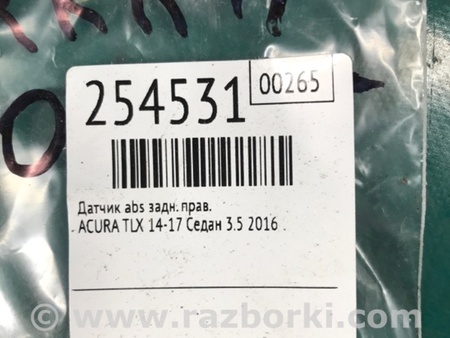 254531
00265
Датчик abs задн. прав.
ACURA TLX 14-17 Седан 3.5 2016
www.razborki.com